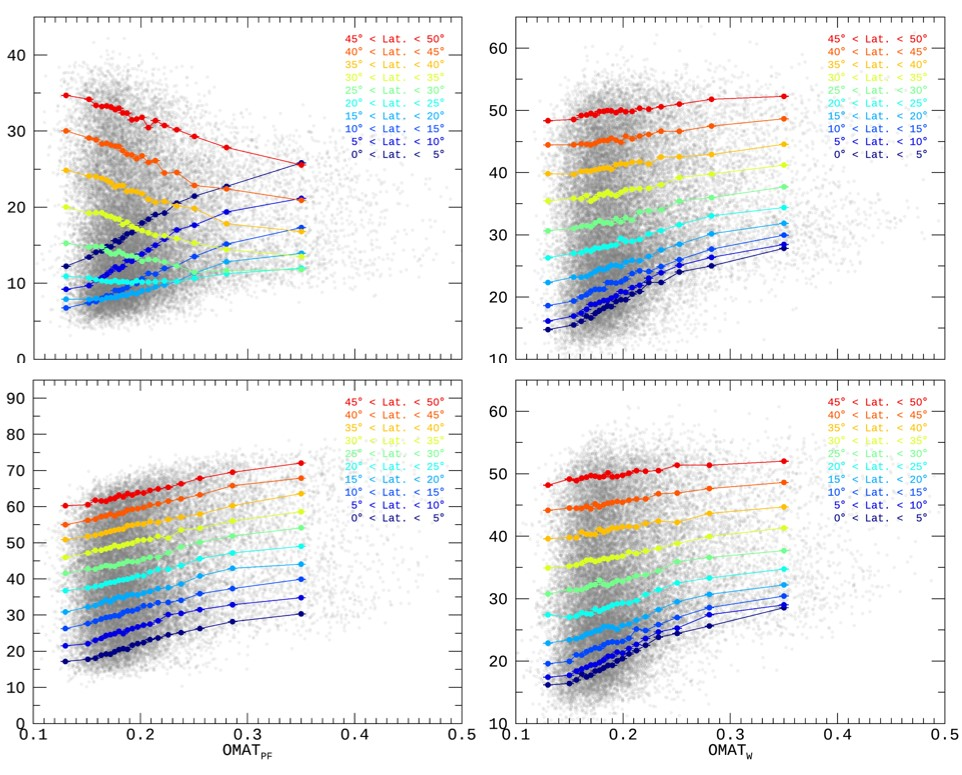 45° < Lat. < 50°
40° < Lat. < 45°
35° < Lat. < 40°
30° < Lat. < 35°
25° < Lat. < 30°
20° < Lat. < 25°
15° < Lat. < 20°
10° < Lat. < 15°
5° < Lat. < 10°
0° < Lat. < 5°
40
30
20
10
0
45° < Lat. < 50°
40° < Lat. < 45°
35° < Lat. < 40°
30° < Lat. < 35°
25° < Lat. < 30°
20° < Lat. < 25°
15° < Lat. < 20°
10° < Lat. < 15°
5° < Lat. < 10°
0° < Lat. < 5°
60
50
40
30
20
10
45° < Lat. < 50°
40° < Lat. < 45°
35° < Lat. < 40°
30° < Lat. < 35°
25° < Lat. < 30°
20° < Lat. < 25°
15° < Lat. < 20°
10° < Lat. < 15°
5° < Lat. < 10°
0° < Lat. < 5°
90
80
70
60
50
40
30
20
10
0
0.1 0.2 0.3 0.4 0.5
OMAT_PF
45° < Lat. < 50°
40° < Lat. < 45°
35° < Lat. < 40°
30° < Lat. < 35°
25° < Lat. < 30°
20° < Lat. < 25°
15° < Lat. < 20°
10° < Lat. < 15°
5° < Lat. < 10°
0° < Lat. < 5°
60
50
40
30
20
10
0.1 0.2 0.3 0.4 0.5
OMAT_W